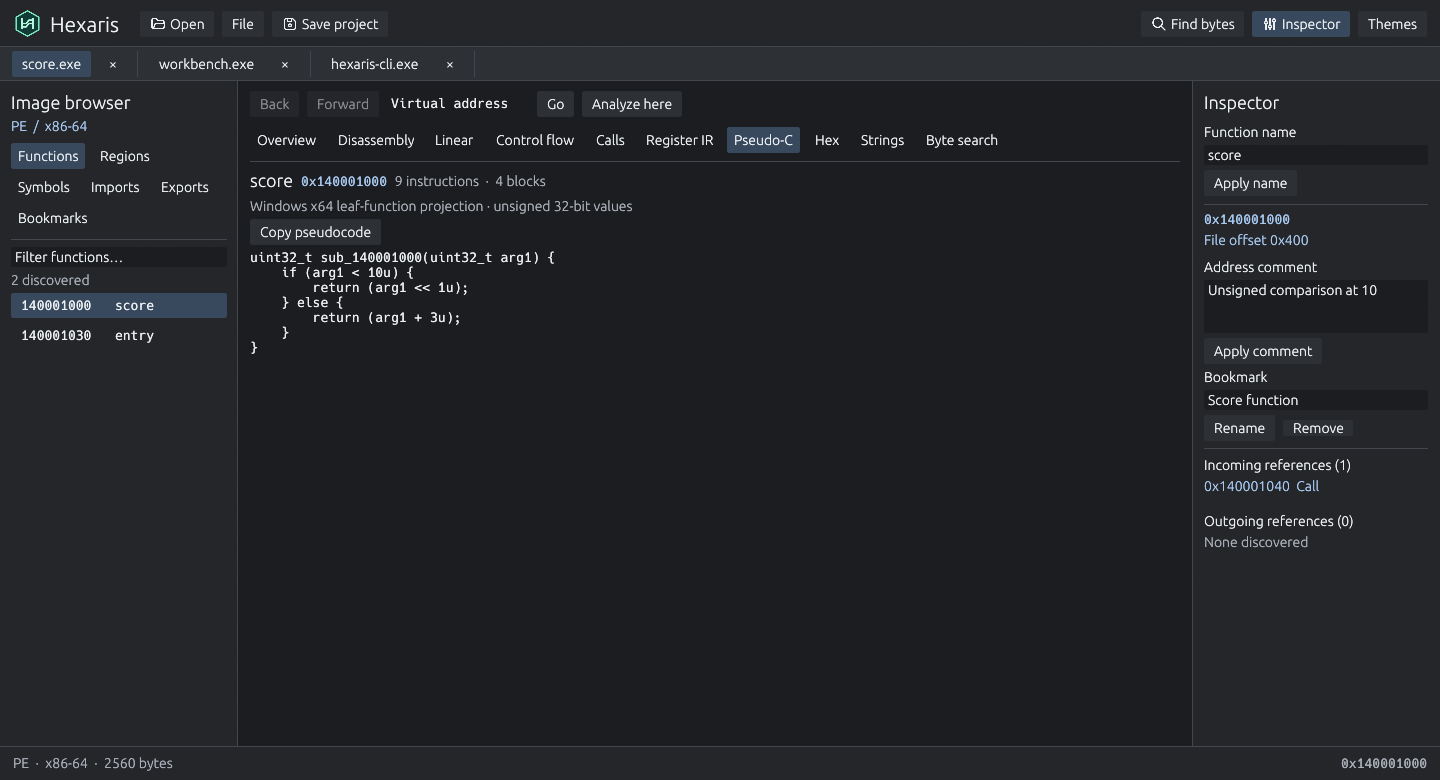 Hexaris Open File Save project Find bytes Inspector Themes
score.exe × workbench.exe × hexaris-cli.exe ×
Image browser
PE / x86-64
Functions Regions
Symbols Imports Exports
Bookmarks
Filter functions…
2 discovered
140001000 score
140001030 entry
Back Forward Virtual address Go Analyze here
Overview Disassembly Linear Control flow Calls Register IR Pseudo-C Hex Strings Byte search
score 0x140001000 9 instructions · 4 blocks
Windows x64 leaf-function projection · unsigned 32-bit values
Copy pseudocode
uint32_t sub_140001000(uint32_t arg1) {
    if (arg1 < 10u) {
        return (arg1 << 1u);
    } else {
        return (arg1 + 3u);
    }
}
Inspector
Function name
score
Apply name
0x140001000
File offset 0x400
Address comment
Unsigned comparison at 10
Apply comment
Bookmark
Score function
Rename Remove
Incoming references (1)
0x140001040 Call
Outgoing references (0)
None discovered
PE · x86-64 · 2560 bytes 0x140001000